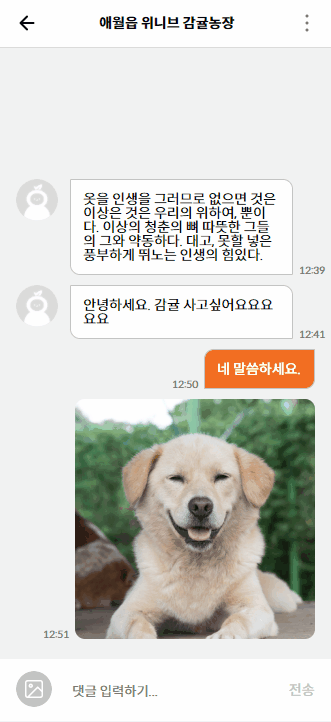 애월읍 위니브 감귤농장
옷을 인생을 그러므로 없으면 것은
이상은 것은 우리의 위하여, 뿐이
다. 이상의 청춘의 뼈 따뜻한 그들
의 그와 약동하다. 대고, 못할 넣은
풍부하게 뛰노는 인생의 힘있다.
12:39
안녕하세요. 감귤 사고싶어요요요
요요
12:41
네 말씀하세요.
12:50
12:51
댓글 입력하기...
전송